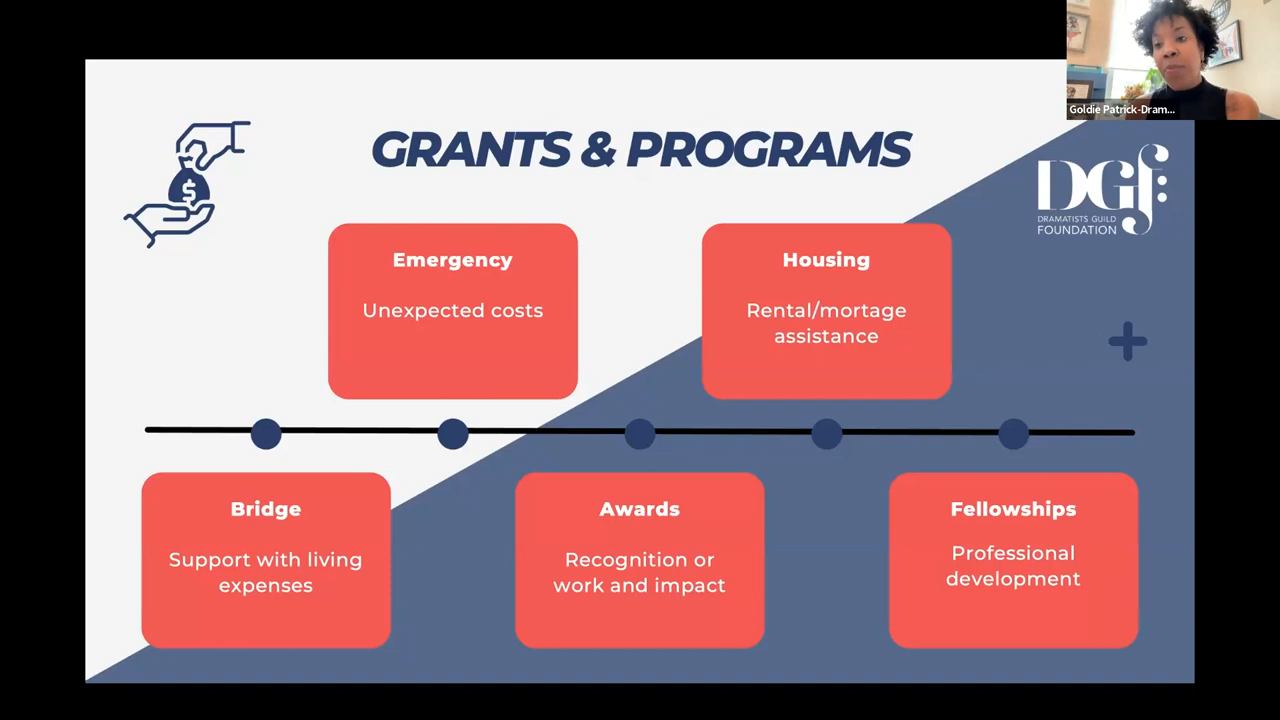 Goldie Patrick-Dram...
GRANTS & PROGRAMS
DGf
DRAMATISTS GUILD
FOUNDATION
$
Emergency
Unexpected costs
Housing
Rental/mortage
assistance
Bridge
Support with living
expenses
Awards
Recognition or
work and impact
Fellowships
Professional
development